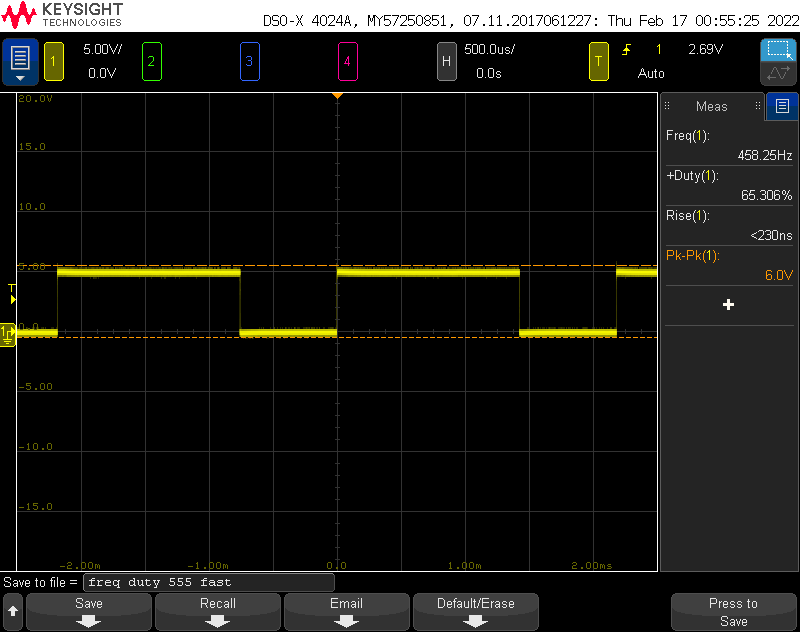 KEYSIGHT
TECHNOLOGIES
DSO-X 4024A, MY57250851, 07.11.2017061227: Thu Feb 17 00:55:25 2022
1
5.00V/
0.0V
2
3
4
H
500.0us/
0.0s
T
1
2.69V
Auto
20.0V
15.0
10.0
5.00
0.0
-5.00
-10.0
-15.0
T
1
-2.00m
-1.00m
0.0
1.00m
2.00ms
Meas
Freq(1):
458.25Hz
+Duty(1):
65.306%
Rise(1):
<230ns
Pk-Pk(1):
6.0V
+
Save to file = freq duty 555 fast
Save
Recall
Email
Default/Erase
Press to
Save